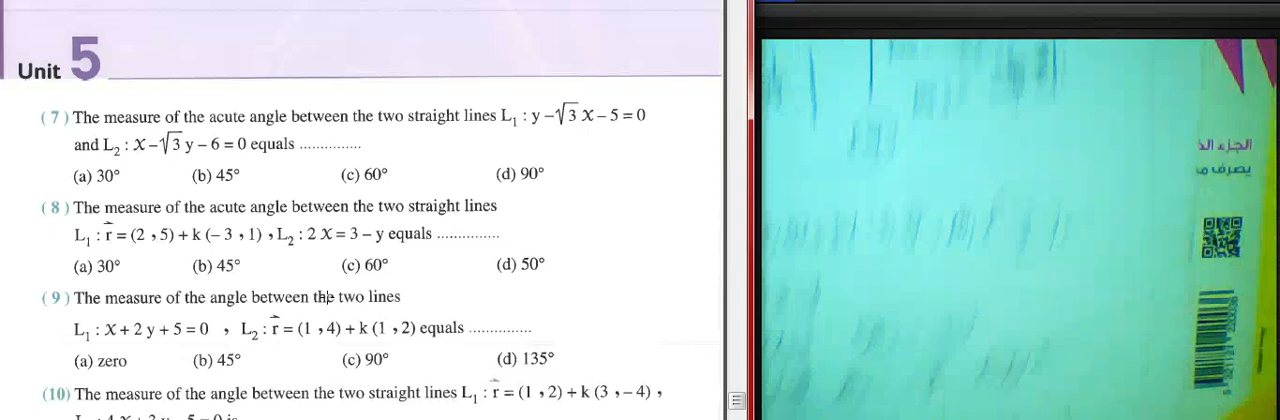 Unit 5
(7) The measure of the acute angle between the two straight lines L₁ : y − √3 x − 5 = 0
and L₂ : x − √3 y − 6 = 0 equals ...............
(a) 30° (b) 45° (c) 60° (d) 90°
(8) The measure of the acute angle between the two straight lines
L₁ : r⃗ = (2 , 5) + k (− 3 , 1) , L₂ : 2 x = 3 − y equals ...............
(a) 30° (b) 45° (c) 60° (d) 50°
(9) The measure of the angle between the two lines
L₁ : x + 2 y + 5 = 0 , L₂ : r⃗ = (1 , 4) + k (1 , 2) equals ...............
(a) zero (b) 45° (c) 90° (d) 135°
(10) The measure of the angle between the two straight lines L₁ : r⃗ = (1 , 2) + k (3 , − 4) ,
الجزء
يصرف